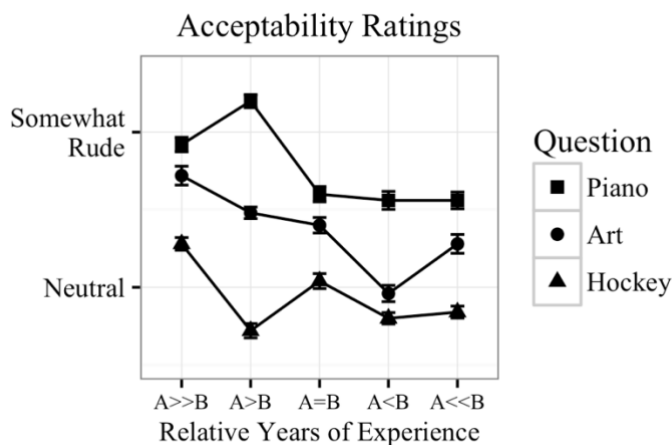 Acceptability Ratings
Somewhat
Rude
Neutral
A>>B A>B A=B A<B A<<B
Relative Years of Experience
Question
Piano
Art
Hockey